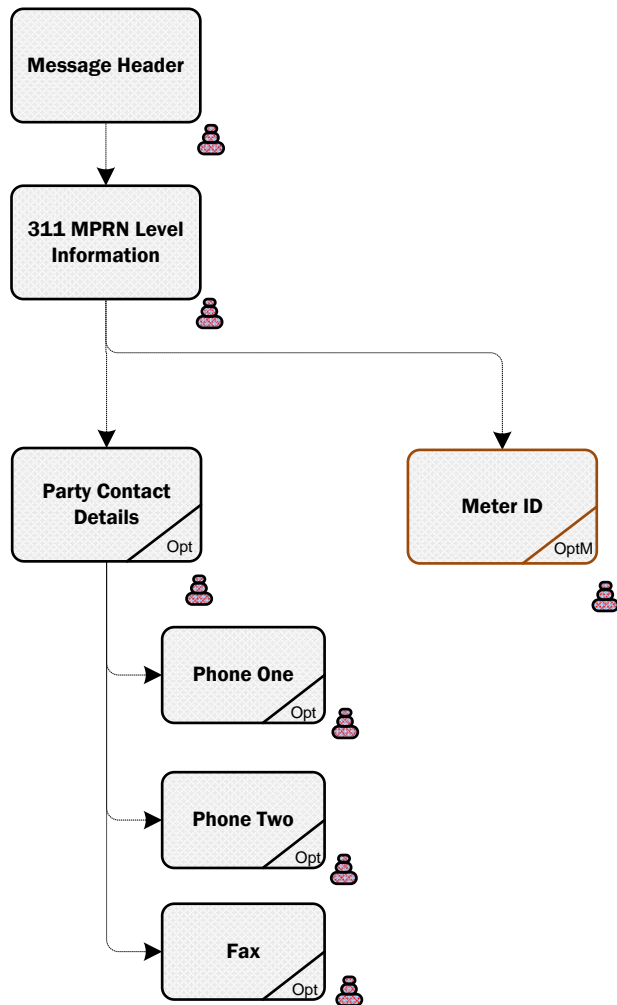 Message Header
311 MPRN Level
Information
Party Contact
Details
Opt
Meter ID
OptM
Phone One
Opt
Phone Two
Opt
Fax
Opt